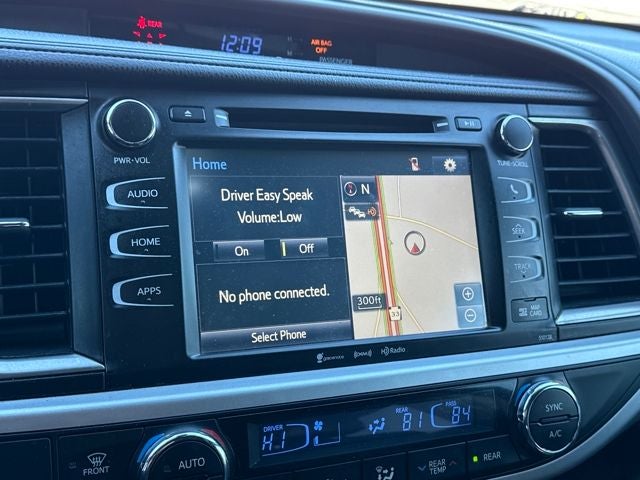 REAR
12:09
AIR BAG
OFF
PASSENGER
PWR•VOL
TUNE•SCROLL
AUDIO
HOME
APPS
SEEK
TRACK
MAP
CARD
Home
Driver Easy Speak
Volume:Low
On Off
No phone connected.
Select Phone
N
300ft
33
gracenote HD Radio
DRIVER
HI
REAR
81
PASS
84
AUTO
FRONT
REAR
TEMP
REAR
SYNC
A/C